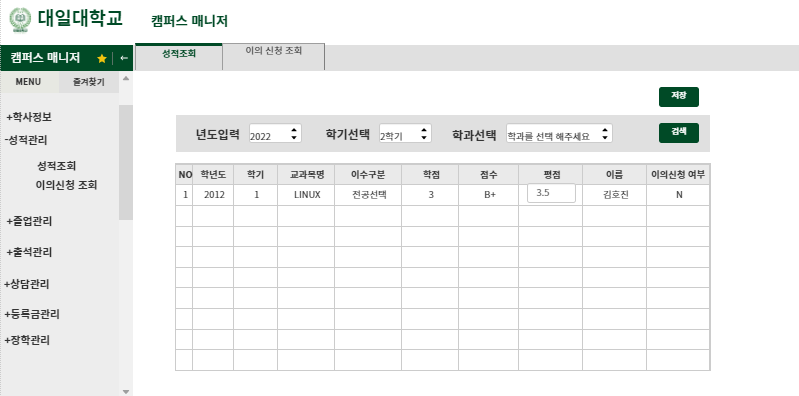 대일대학교 캠퍼스 매니저
캠퍼스 매니저 성적조회 이의 신청 조회
MENU 즐겨찾기
저장
+학사정보
-성적관리
성적조회
이의신청 조회
+졸업관리
+출석관리
+상담관리
+등록금관리
+장학관리
년도입력 2022 학기선택 2학기 학과선택 학과를 선택 해주세요 검색
NO 학년도 학기 교과목명 이수구분 학점 점수 평점 이름 이의신청 여부
1 2012 1 LINUX 전공선택 3 B+ 3.5 김호진 N